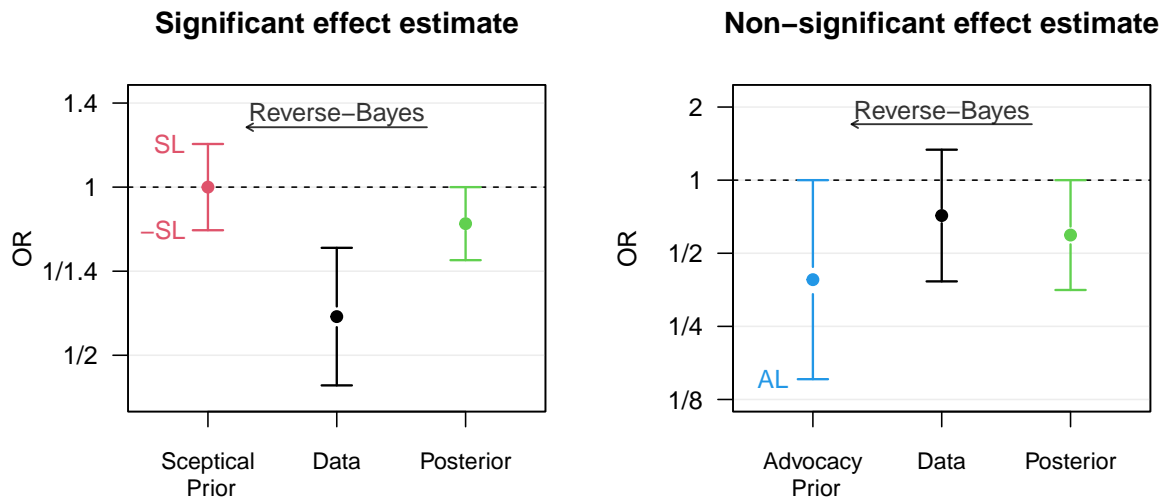 Significant effect estimate
1.4
1
1/1.4
1/2
OR
Reverse−Bayes
SL
−SL
Sceptical
Prior
Data
Posterior
Non−significant effect estimate
2
1
1/2
1/4
1/8
OR
Reverse−Bayes
AL
Advocacy
Prior
Data
Posterior